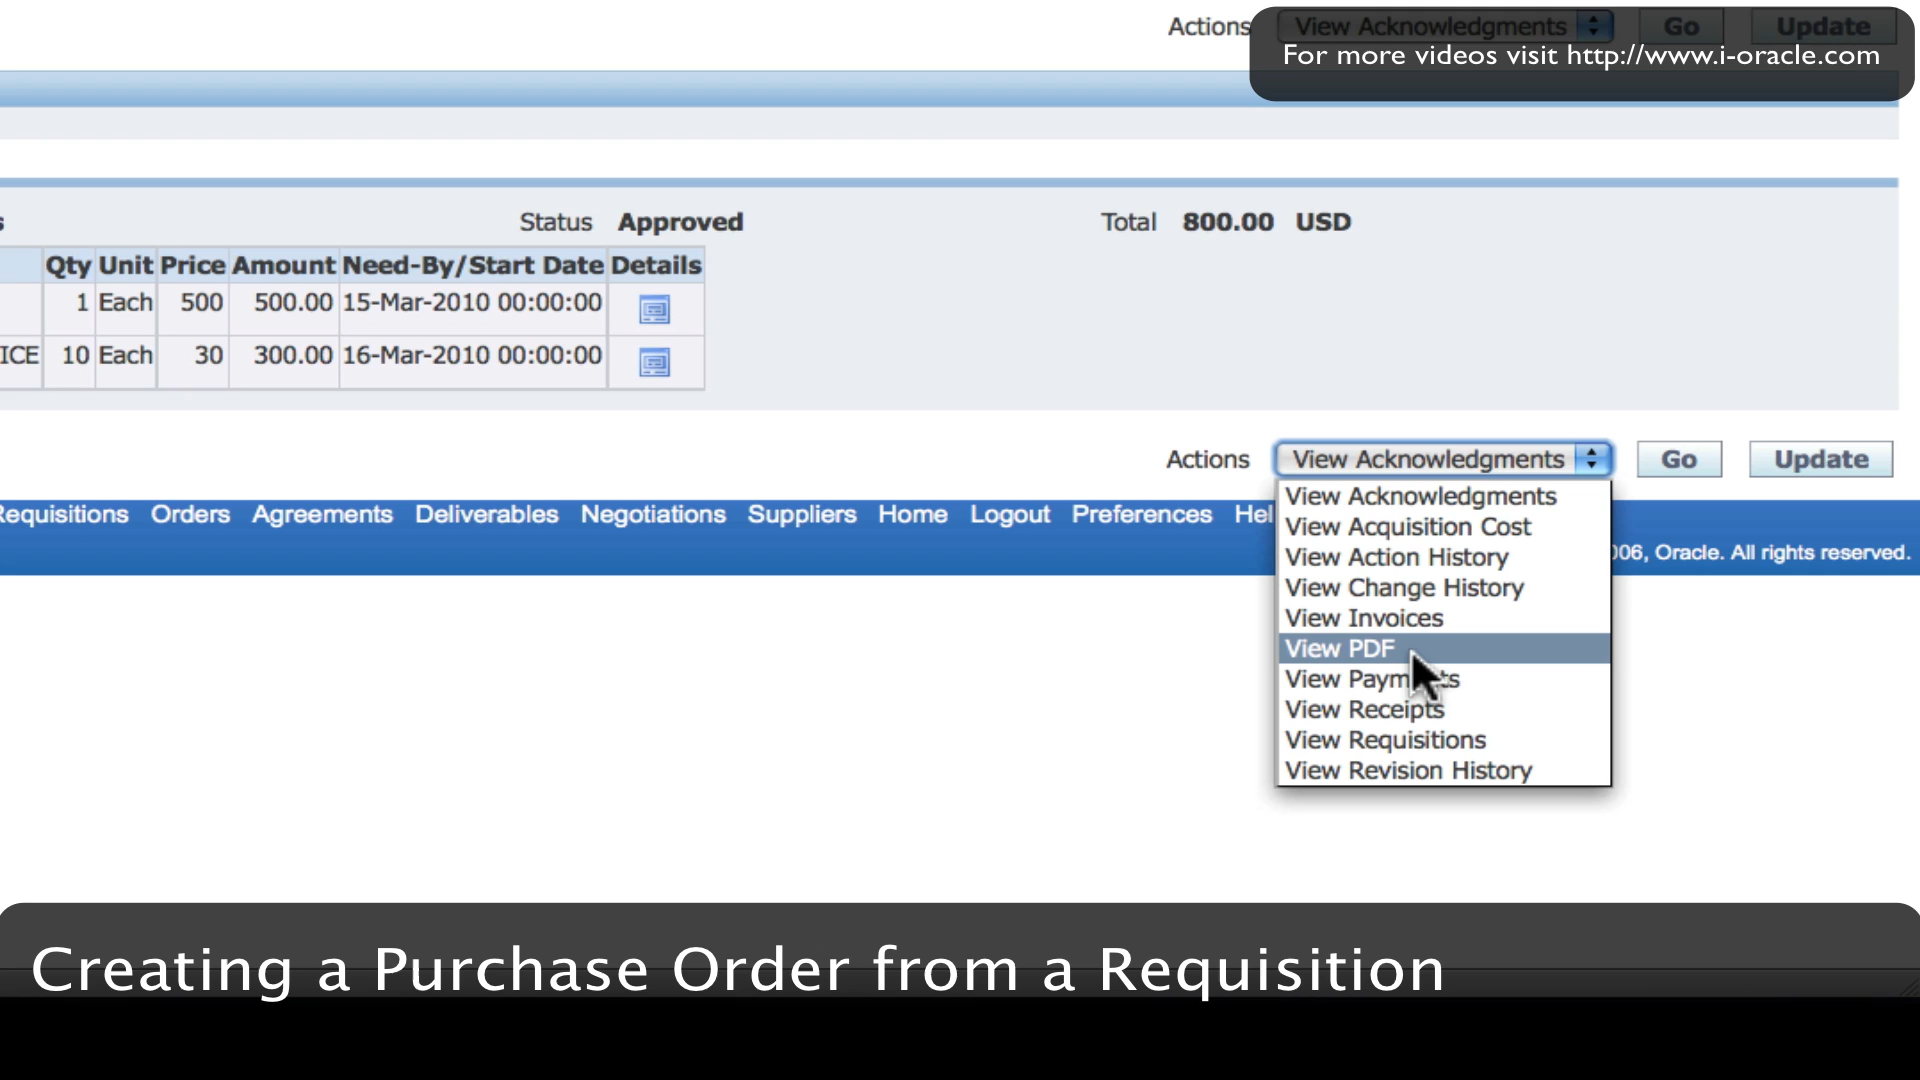 Actions View Acknowledgments Go Update
For more videos visit http://www.i-oracle.com
s Status Approved Total 800.00 USD
Qty Unit Price Amount Need-By/Start Date Details
1 Each 500 500.00 15-Mar-2010 00:00:00
ICE 10 Each 30 300.00 16-Mar-2010 00:00:00
Actions View Acknowledgments Go Update
View Acknowledgments
Requisitions Orders Agreements Deliverables Negotiations Suppliers Home Logout Preferences Hel
View Acquisition Cost
006, Oracle. All rights reserved.
View Action History
View Change History
View Invoices
View PDF
View Payments
View Receipts
View Requisitions
View Revision History
Creating a Purchase Order from a Requisition